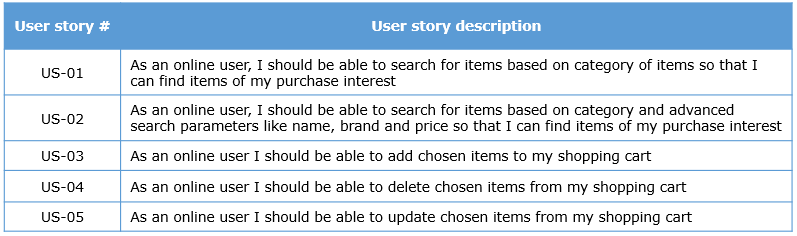 User story # User story description
US-01 As an online user, I should be able to search for items based on category of items so that I
can find items of my purchase interest
US-02 As an online user, I should be able to search for items based on category and advanced
search parameters like name, brand and price so that I can find items of my purchase interest
US-03 As an online user I should be able to add chosen items to my shopping cart
US-04 As an online user I should be able to delete chosen items from my shopping cart
US-05 As an online user I should be able to update chosen items from my shopping cart